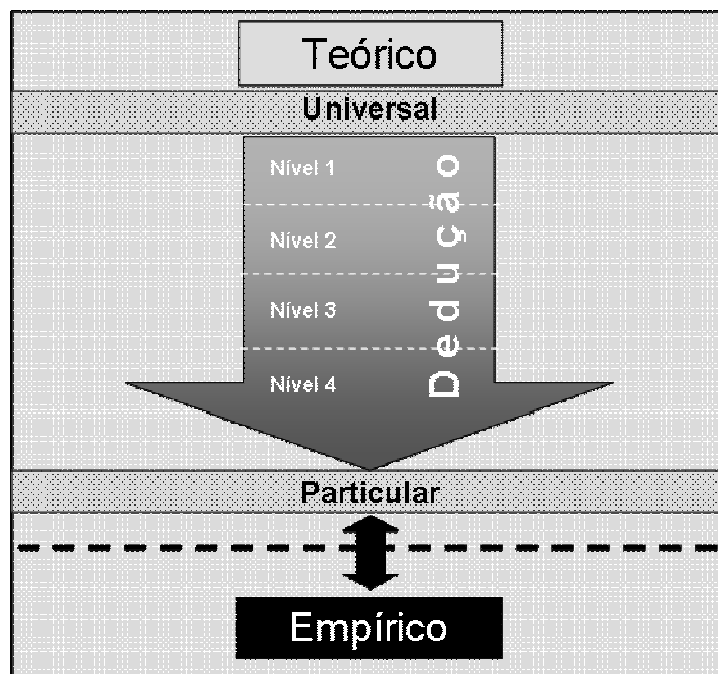 Teórico
Universal
Nível 1
Nível 2
Nível 3
Nível 4
Dedução
Particular
Empírico